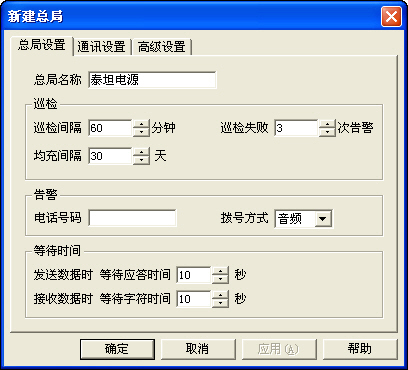 新建总局
总局设置 通讯设置 高级设置
总局名称 泰坦电源
巡检
巡检间隔 60 分钟 巡检失败 3 次告警
均充间隔 30 天
告警
电话号码 拨号方式 音频
等待时间
发送数据时 等待应答时间 10 秒
接收数据时 等待字符时间 10 秒
确定 取消 应用(A) 帮助